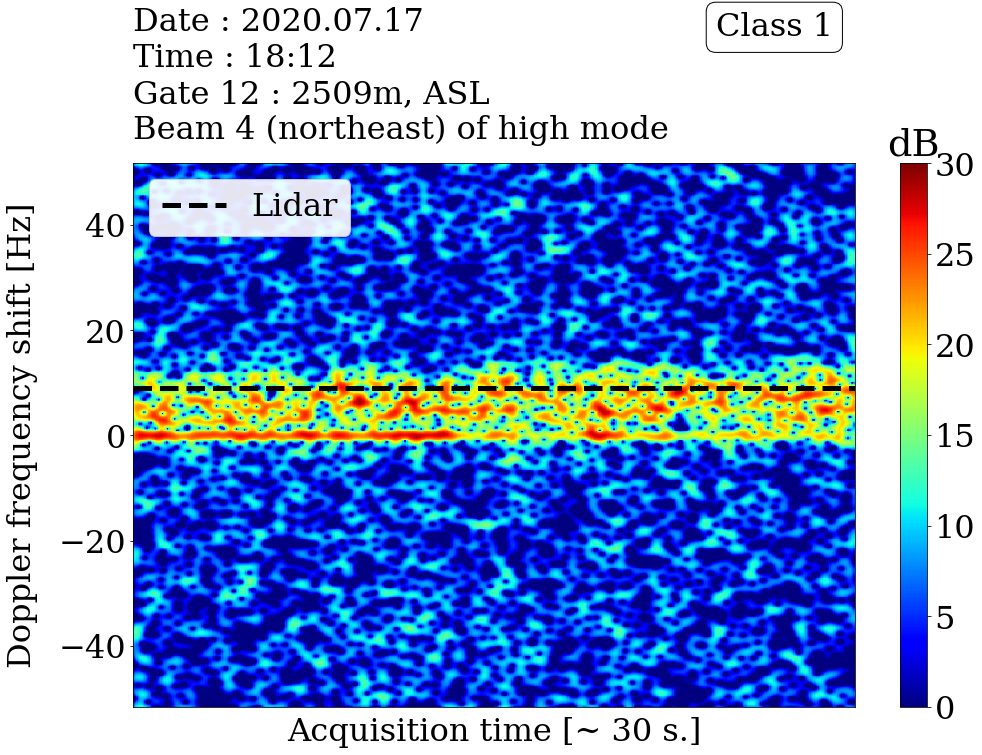 Date : 2020.07.17
Class 1
Time : 18:12
Gate 12 : 2509m, ASL
Beam 4 (northeast) of high mode
dB
Lidar
Doppler frequency shift [Hz]
40
20
0
−20
−40
30
25
20
15
10
5
0
Acquisition time [~ 30 s.]